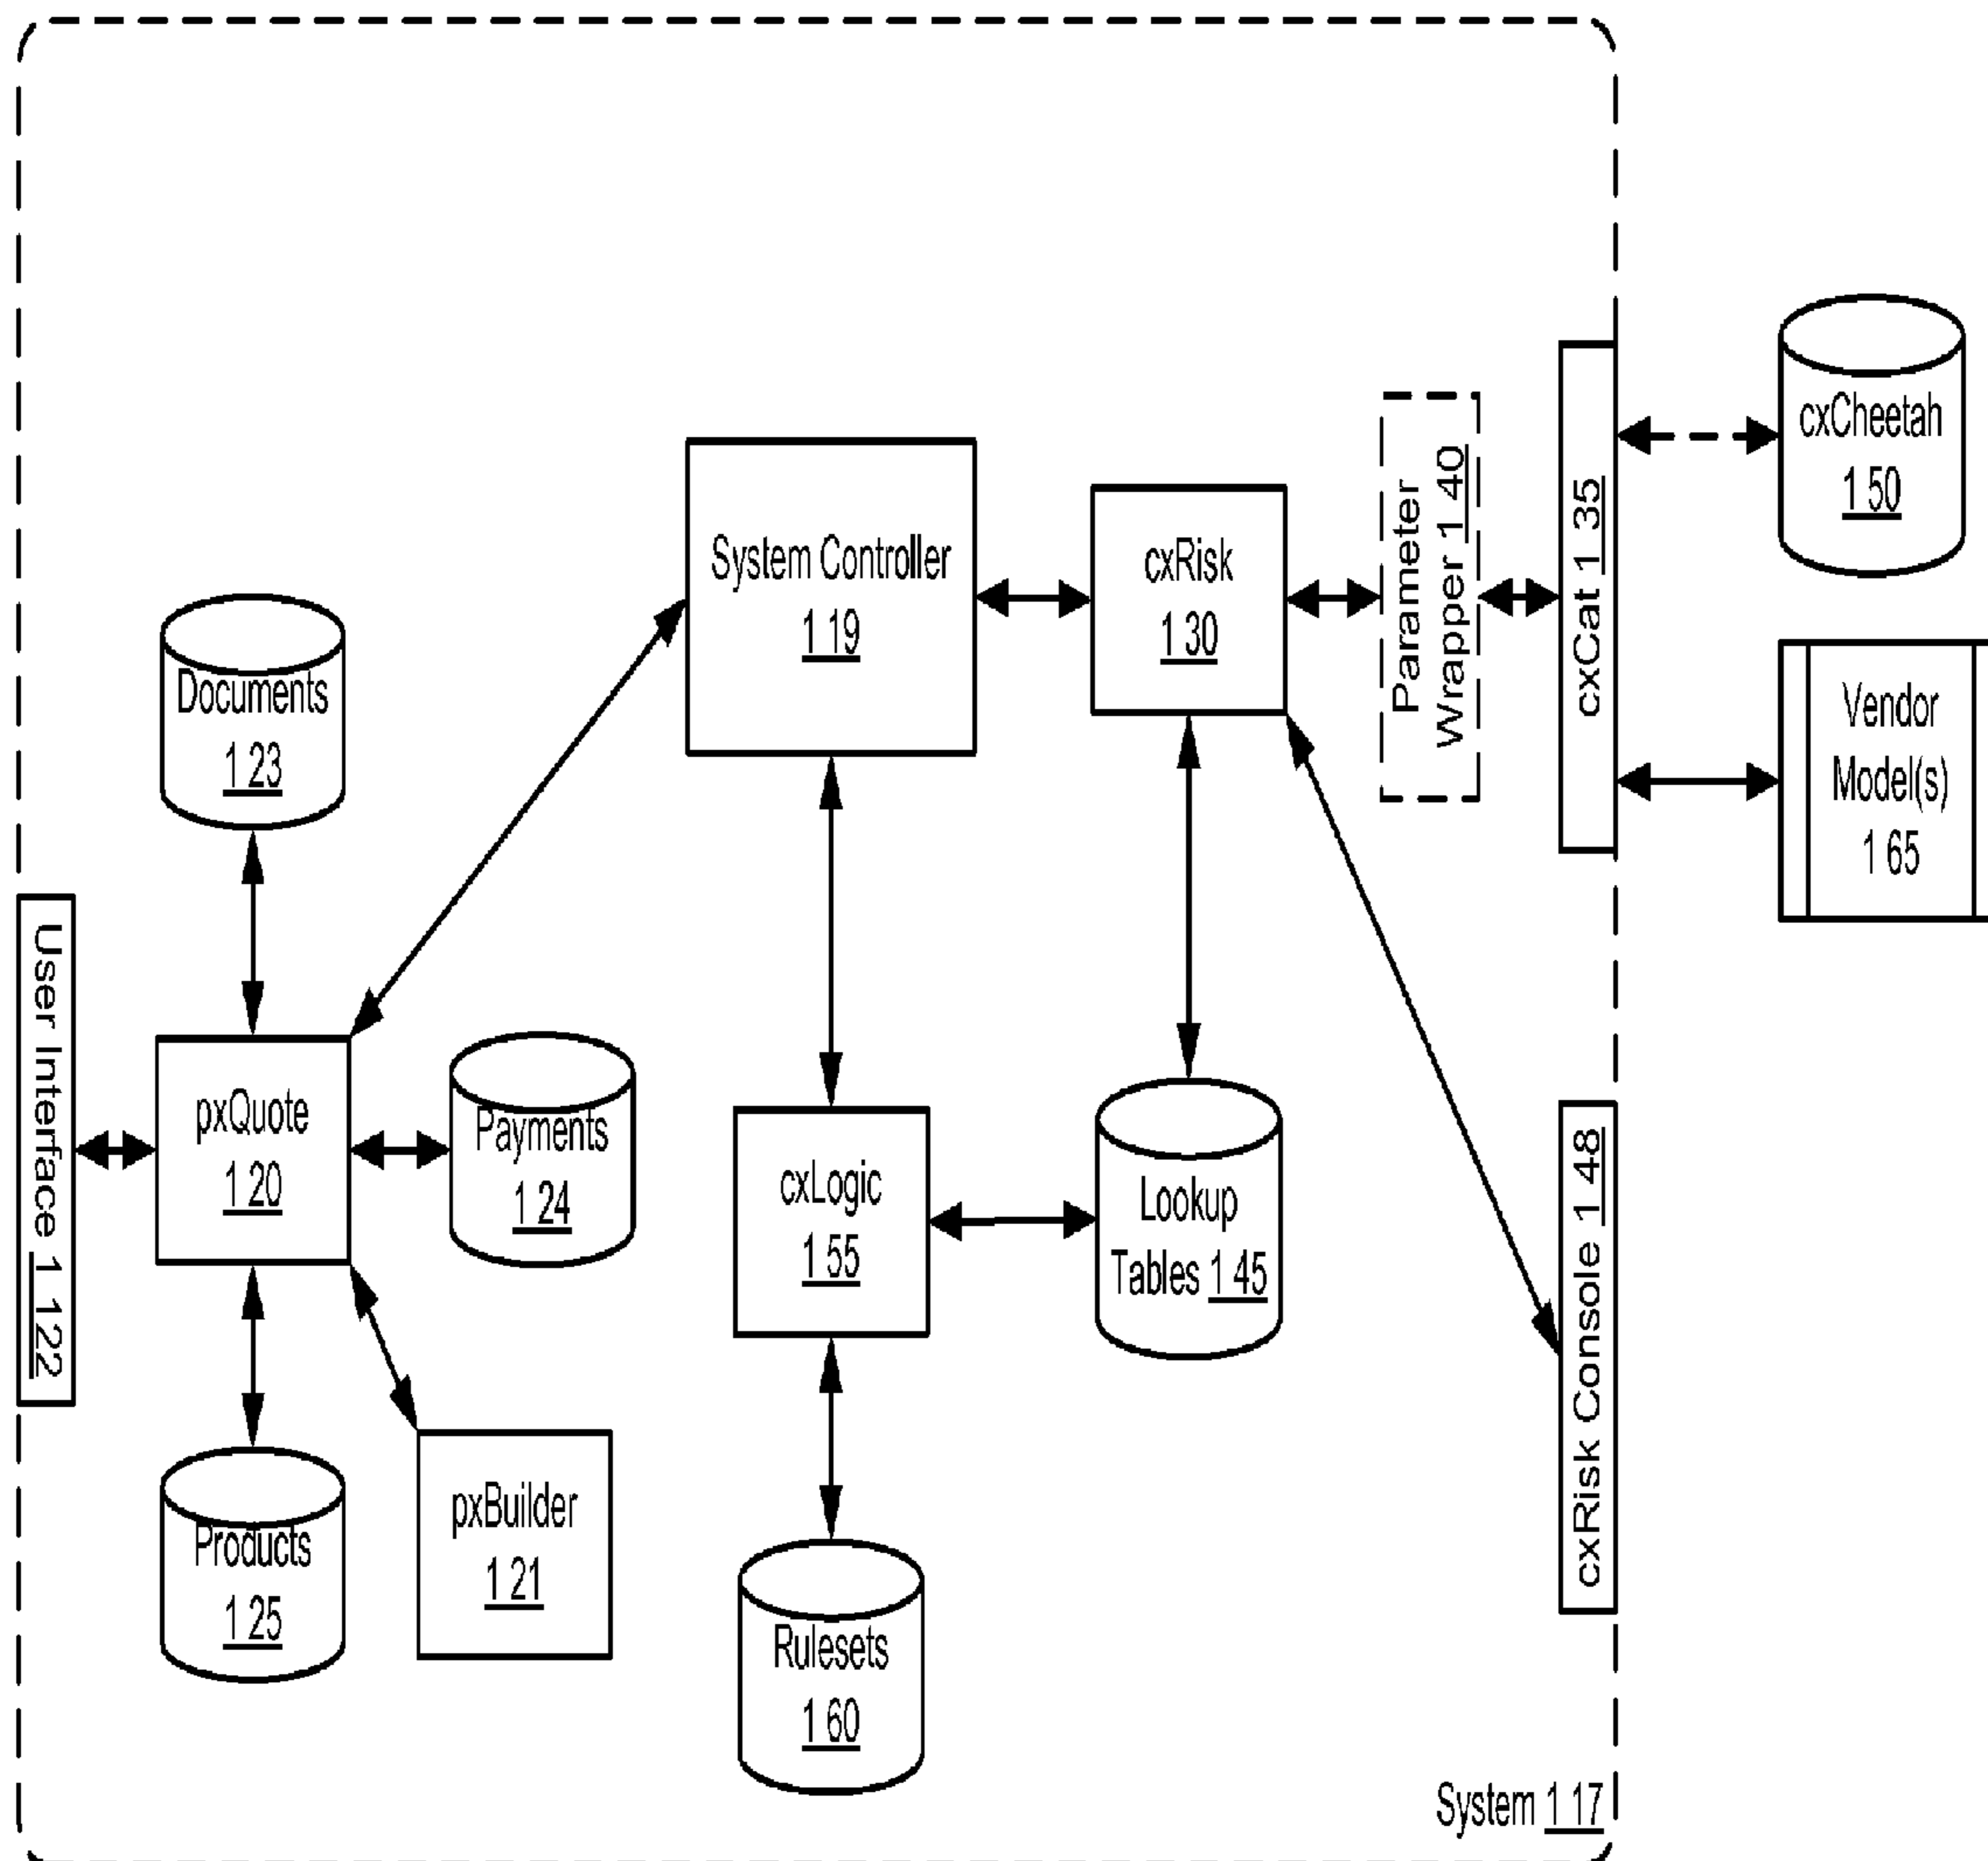 cxCheetah
150
Parameter
Wrapper 140
cxCat 135
System Controller
119
cxRisk
130
Documents
123
Vendor
Model(s)
165
User Interface 1 122
pxQuote
120
Payments
124
cxLogic
155
Lookup
Tables 145
cxRisk Console 148
Products
125
pxBuilder
121
Rulesets
160
System 117